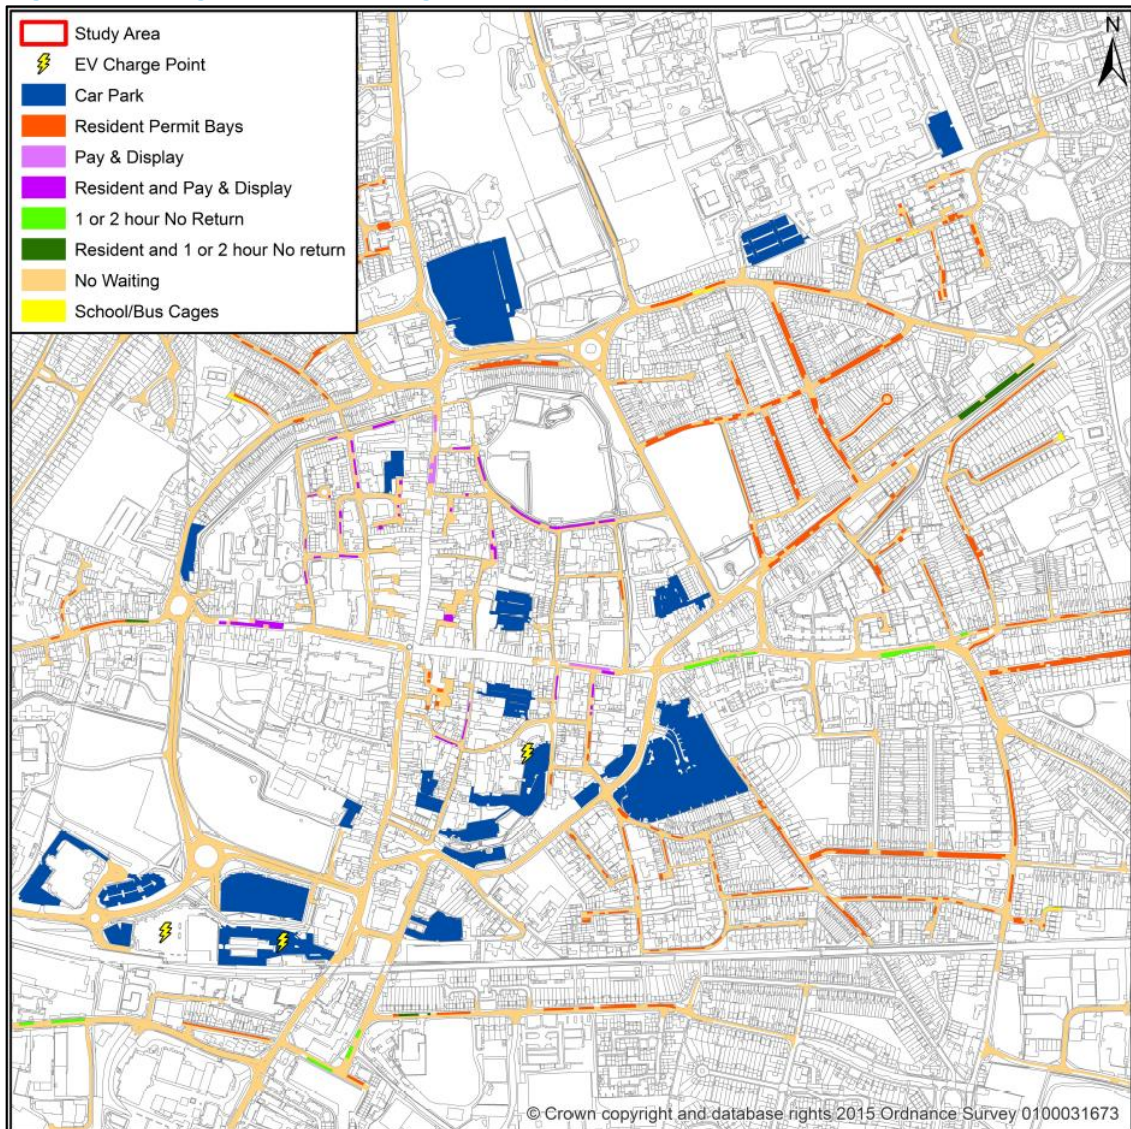 Study Area
EV Charge Point
Car Park
Resident Permit Bays
Pay & Display
Resident and Pay & Display
1 or 2 hour No Return
Resident and 1 or 2 hour No return
No Waiting
School/Bus Cages
N
© Crown copyright and database rights 2015 Ordnance Survey 0100031673